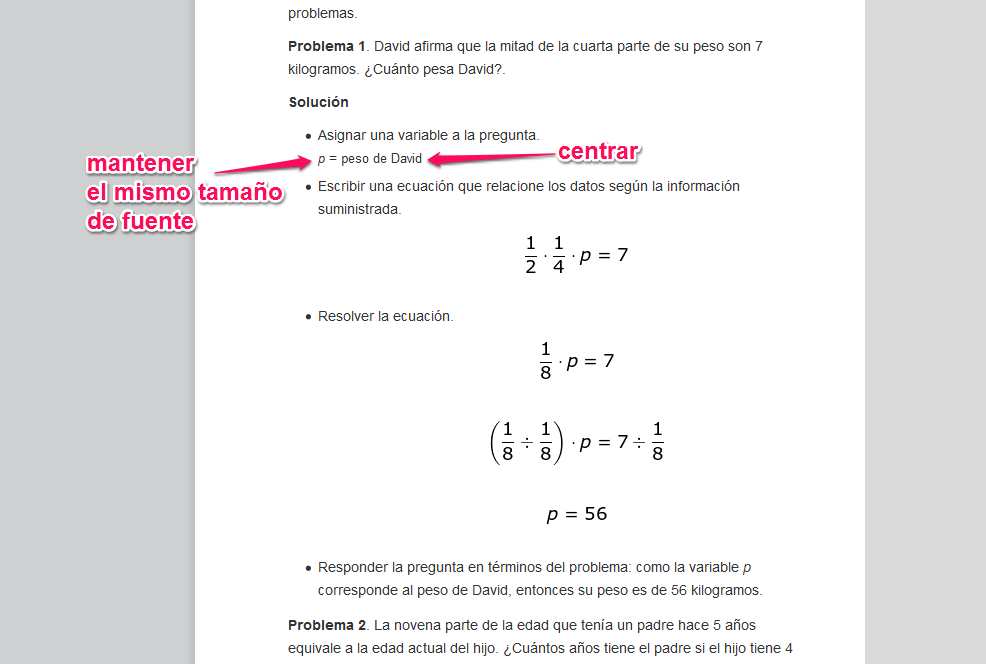 problemas.
Problema 1. David afirma que la mitad de la cuarta parte de su peso son 7
kilogramos. ¿Cuánto pesa David?.
Solución
• Asignar una variable a la pregunta.
p = peso de David
centrar
mantener
el mismo tamaño
de fuente
• Escribir una ecuación que relacione los datos según la información
suministrada.
1/2 · 1/4 · p = 7
• Resolver la ecuación.
1/8 · p = 7
(1/8 ÷ 1/8) · p = 7 ÷ 1/8
p = 56
• Responder la pregunta en términos del problema: como la variable p
corresponde al peso de David, entonces su peso es de 56 kilogramos.
Problema 2. La novena parte de la edad que tenía un padre hace 5 años
equivale a la edad actual del hijo. ¿Cuántos años tiene el padre si el hijo tiene 4